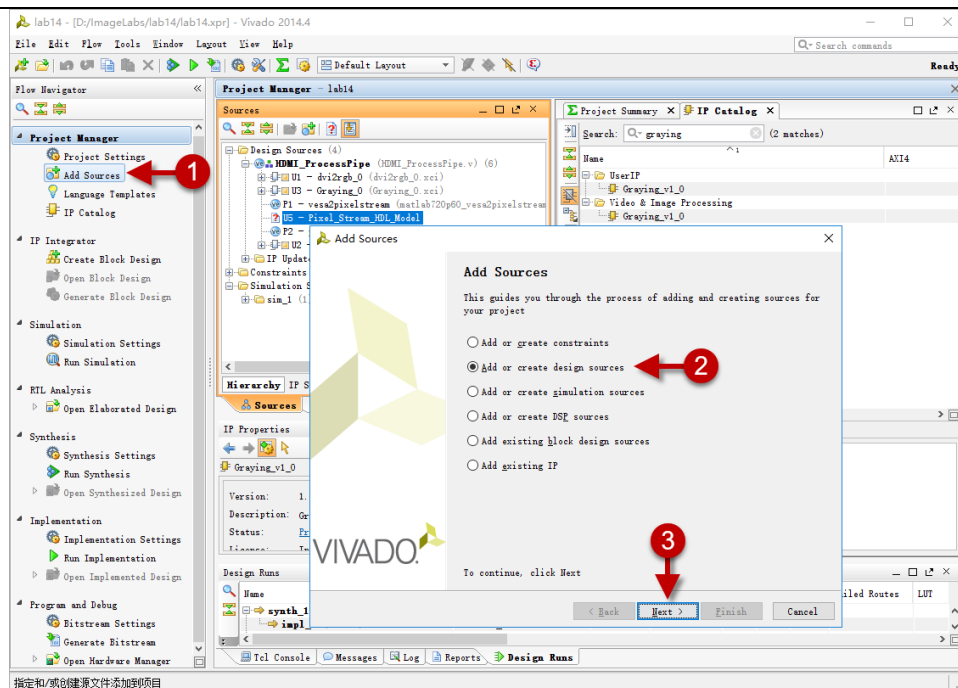 lab14 - [D:/ImageLabs/lab14/lab14.xpr] - Vivado 2014.4
File Edit Flow Tools Window Layout View Help
Search commands
Default Layout
Ready
Flow Navigator
Project Manager
Project Settings
Add Sources
1
Language Templates
IP Catalog
IP Integrator
Create Block Design
Open Block Design
Generate Block Design
Simulation
Simulation Settings
Run Simulation
RTL Analysis
Open Elaborated Design
Synthesis
Synthesis Settings
Run Synthesis
Open Synthesized Design
Implementation
Implementation Settings
Run Implementation
Open Implemented Design
Program and Debug
Bitstream Settings
Generate Bitstream
Open Hardware Manager
Project Manager - lab14
Sources
Design Sources (4)
HDMI_ProcessPipe (HDMI_ProcessPipe.v) (6)
U1 - dvi2rgb_0 (dvi2rgb_0.xci)
U3 - Graying_0 (Graying_0.xci)
P1 - vesa2pixelstream (matlab720p60_vesa2pixelstream
U5 - Pixel_Stream_HDL_Model
P2 -
U2 -
IP Updat
Constraints
Simulation S
sim_1 (1
Hierarchy IP S
Sources
IP Properties
Graying_v1_0
Version: 1.
Description: Gr
Status: Pr
License:
Project Summary IP Catalog
Search: graying (2 matches)
Name 1 AXI4
UserIP
Graying_v1_0
Video & Image Processing
Graying_v1_0
Add Sources
Add Sources
This guides you through the process of adding and creating sources for
your project
Add or create constraints
Add or create design sources
2
Add or create simulation sources
Add or create DSP sources
Add existing block design sources
Add existing IP
3
VIVADO
To continue, click Next
< Back Next > Finish Cancel
Design Runs
Name iled Routes LUT
synth_1
impl_
Tcl Console Messages Log Reports Design Runs
指定和/或创建源文件添加到项目